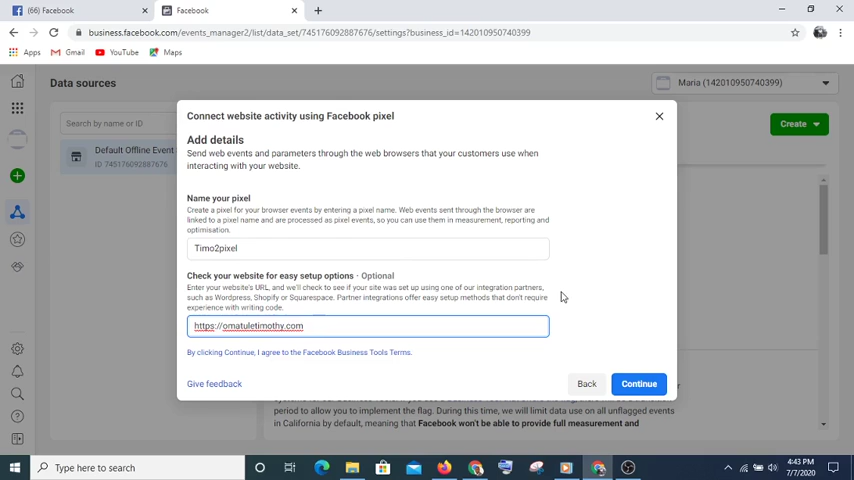 (66) Facebook
Facebook
business.facebook.com/events_manager2/list/data_set/745176092887676/settings?business_id=142010950740399
Apps Gmail YouTube Maps
Data sources
Maria (142010950740399)
Search by name or ID
Create
Default Offline Event
ID 745176092887676
Connect website activity using Facebook pixel
Add details
Send web events and parameters through the web browsers that your customers use when
interacting with your website.
Name your pixel
Create a pixel for your browser events by entering a pixel name. Web events sent through the browser are
linked to a pixel name and are processed as pixel events, so you can use them in measurement, reporting and
optimisation.
Timo2pixel
Check your website for easy setup options · Optional
Enter your website's URL, and we'll check to see if your site was set up using one of our integration partners,
such as Wordpress, Shopify or Squarespace. Partner integrations offer easy setup methods that don't require
experience with writing code.
https://omatuletimothy.com
By clicking Continue, I agree to the Facebook Business Tools Terms.
Give feedback
Back
Continue
period to allow you to implement the flag. During this time, we will limit data use on all unflagged events
in California by default, meaning that Facebook won't be able to provide full measurement and
Type here to search
4:43 PM
7/7/2020